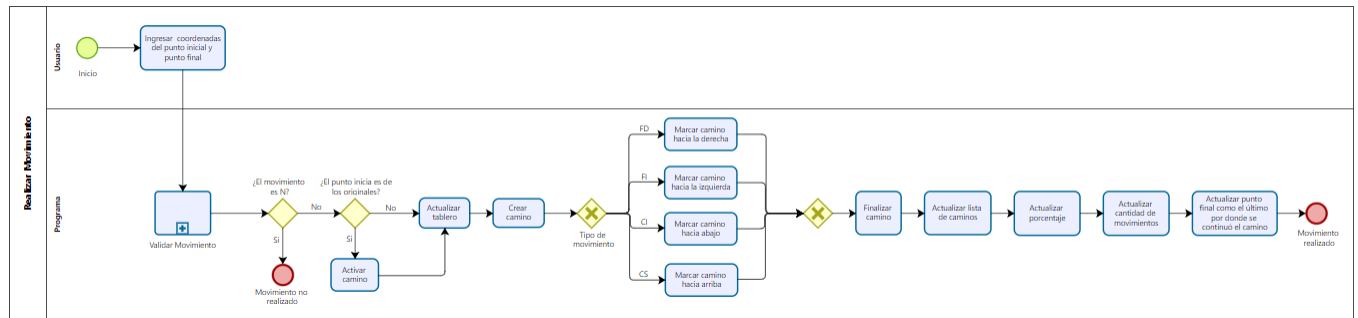 Realizar Movimiento
Usuario
Inicio
Ingresar coordenadas
del punto inicial y
punto final
Programa
Validar Movimiento
¿El movimiento
es N?
No
Si
Movimiento no
realizado
¿El punto inicia es de
los originales?
No
Si
Activar
camino
Actualizar
tablero
Crear
camino
Tipo de
movimiento
FD
Marcar camino
hacia la derecha
FI
Marcar camino
hacia la izquierda
CI
Marcar camino
hacia abajo
CS
Marcar camino
hacia arriba
Finalizar
camino
Actualizar lista
de caminos
Actualizar
porcentaje
Actualizar
cantidad de
movimientos
Actualizar punto
final como el último
por donde se
continuó el camino
Movimiento
realizado